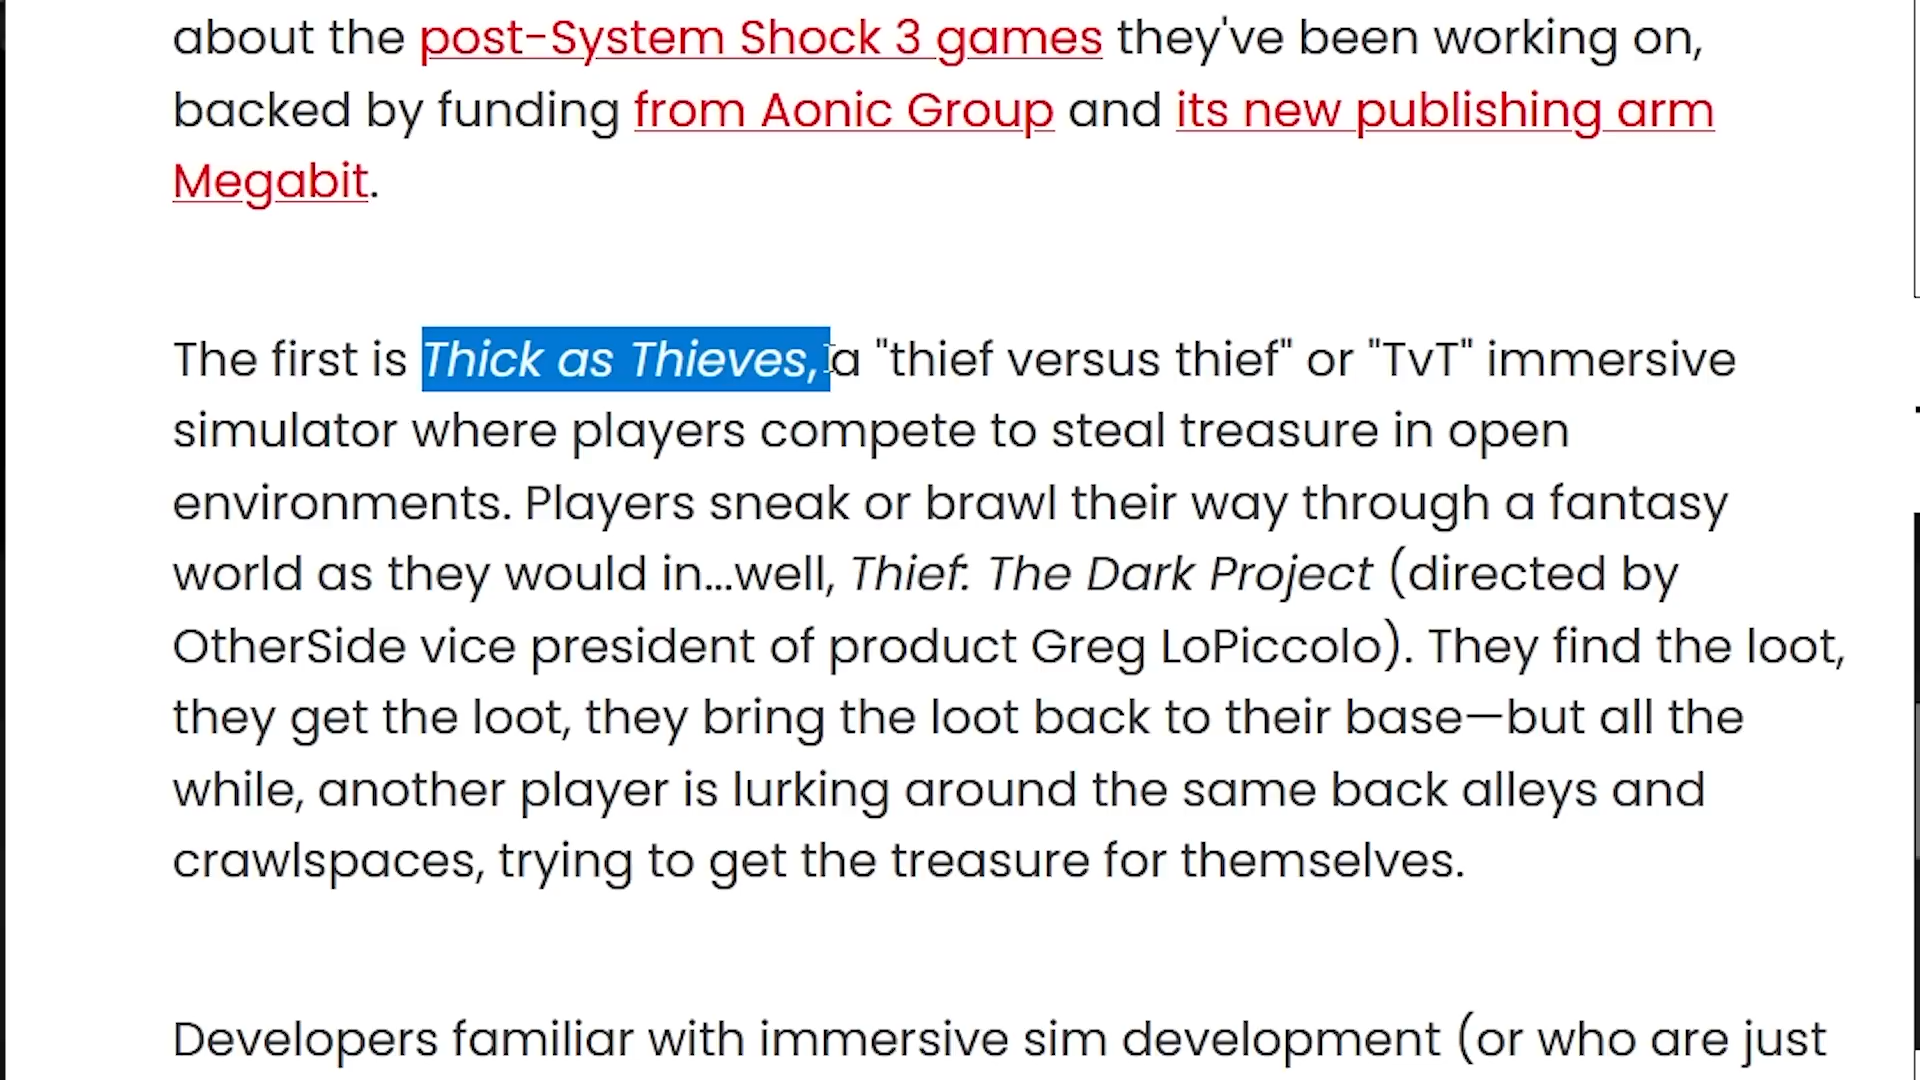 about the post-System Shock 3 games they've been working on,
backed by funding from Aonic Group and its new publishing arm
Megabit.
The first is Thick as Thieves, a "thief versus thief" or "TvT" immersive
simulator where players compete to steal treasure in open
environments. Players sneak or brawl their way through a fantasy
world as they would in...well, Thief: The Dark Project (directed by
OtherSide vice president of product Greg LoPiccolo). They find the loot,
they get the loot, they bring the loot back to their base—but all the
while, another player is lurking around the same back alleys and
crawlspaces, trying to get the treasure for themselves.
Developers familiar with immersive sim development (or who are just